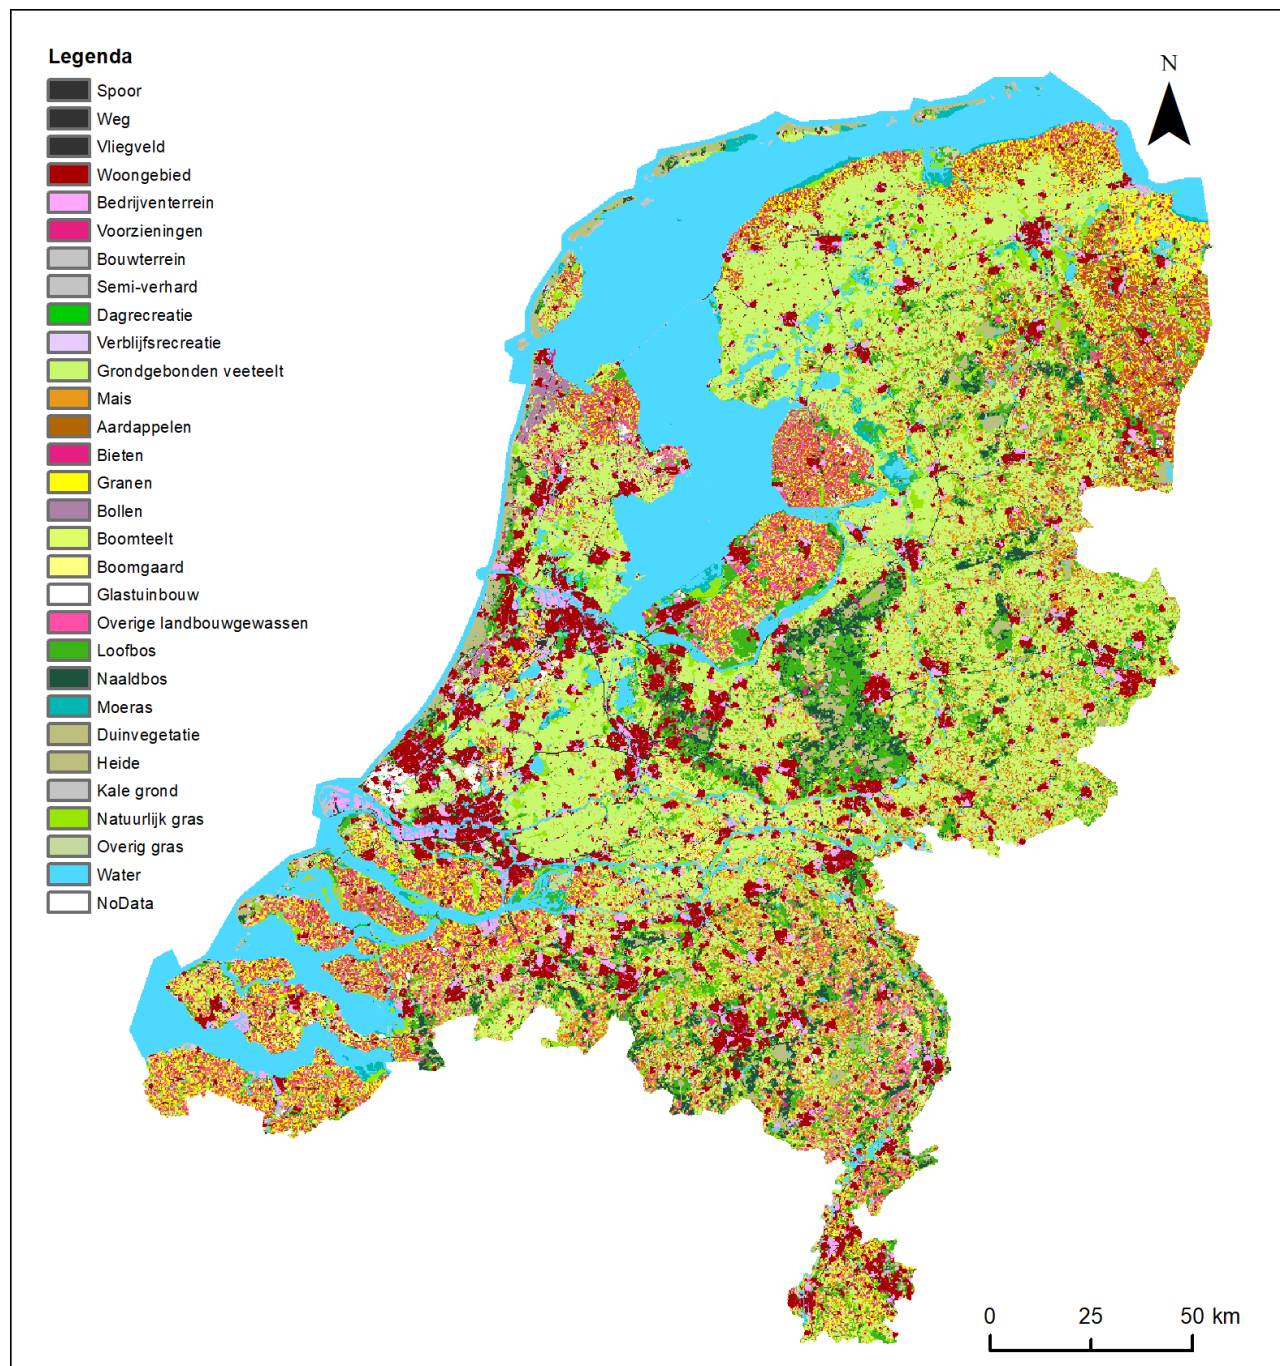 Legenda
Spoor
Weg
Vliegveld
Woongebied
Bedrijventerrein
Voorzieningen
Bouwterrein
Semi-verhard
Dagrecreatie
Verblijfsrecreatie
Grondgebonden veeteelt
Mais
Aardappelen
Bieten
Granen
Bollen
Boomteelt
Boomgaard
Glastuinbouw
Overige landbouwgewassen
Loofbos
Naaldbos
Moeras
Duinvegetatie
Heide
Kale grond
Natuurlijk gras
Overig gras
Water
NoData
N
0 25 50 km